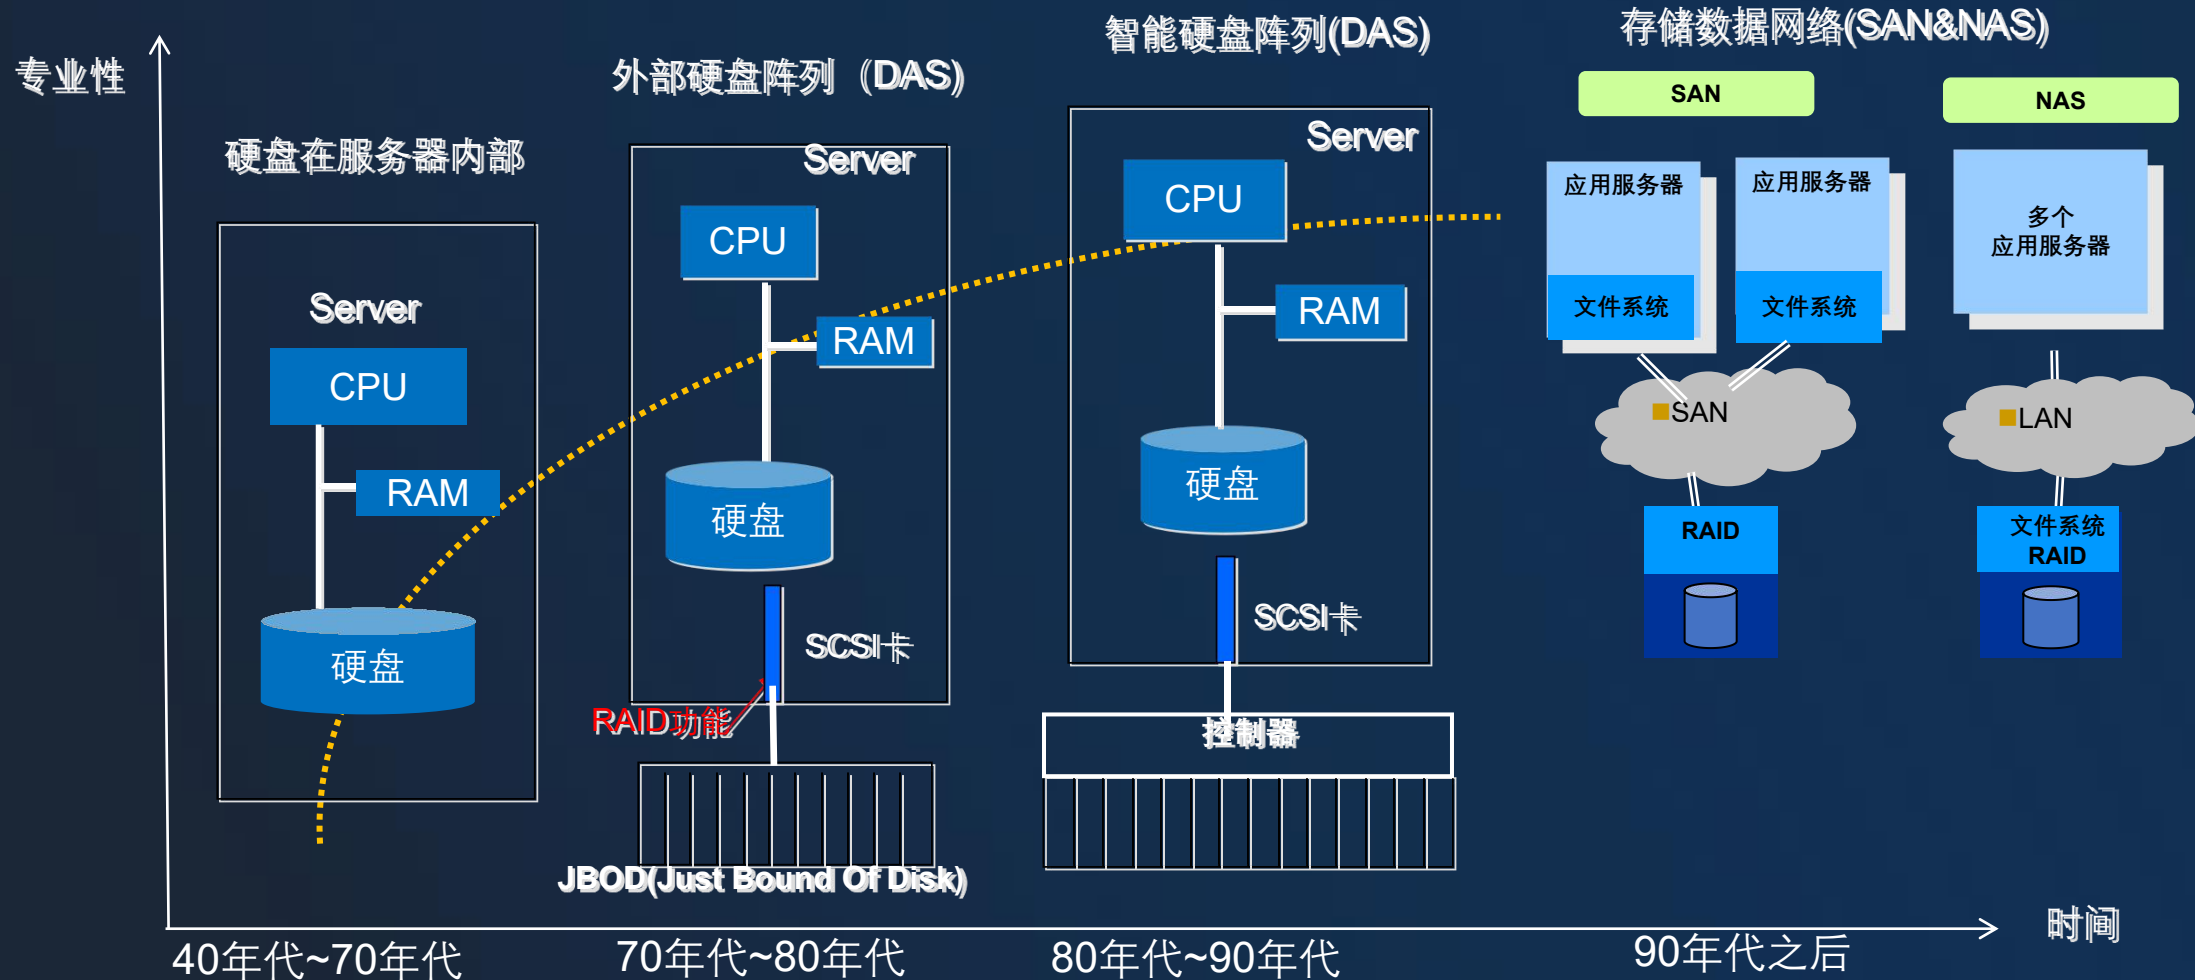 专业性
硬盘在服务器内部
Server
CPU
RAM
硬盘
40年代~70年代
外部硬盘阵列（DAS)
Server
CPU
RAM
硬盘
SCSI卡
RAID功能
JBOD(Just Bound Of Disk)
70年代~80年代
智能硬盘阵列(DAS)
Server
CPU
RAM
硬盘
SCSI卡
控制器
80年代~90年代
存储数据网络(SAN&NAS)
SAN
应用服务器
文件系统
应用服务器
文件系统
SAN
RAID
NAS
多个
应用服务器
LAN
文件系统
RAID
90年代之后
时间